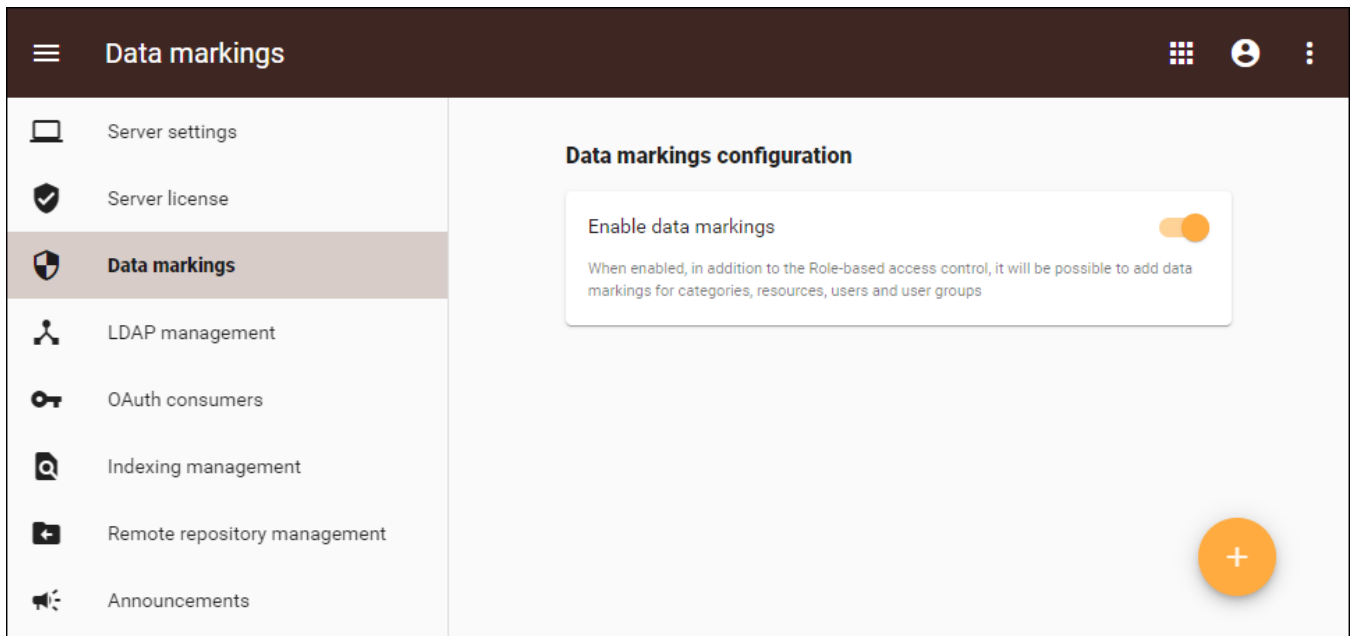 Data markings
Server settings
Server license
Data markings
LDAP management
OAuth consumers
Indexing management
Remote repository management
Announcements
Data markings configuration
Enable data markings
When enabled, in addition to the Role-based access control, it will be possible to add data
markings for categories, resources, users and user groups